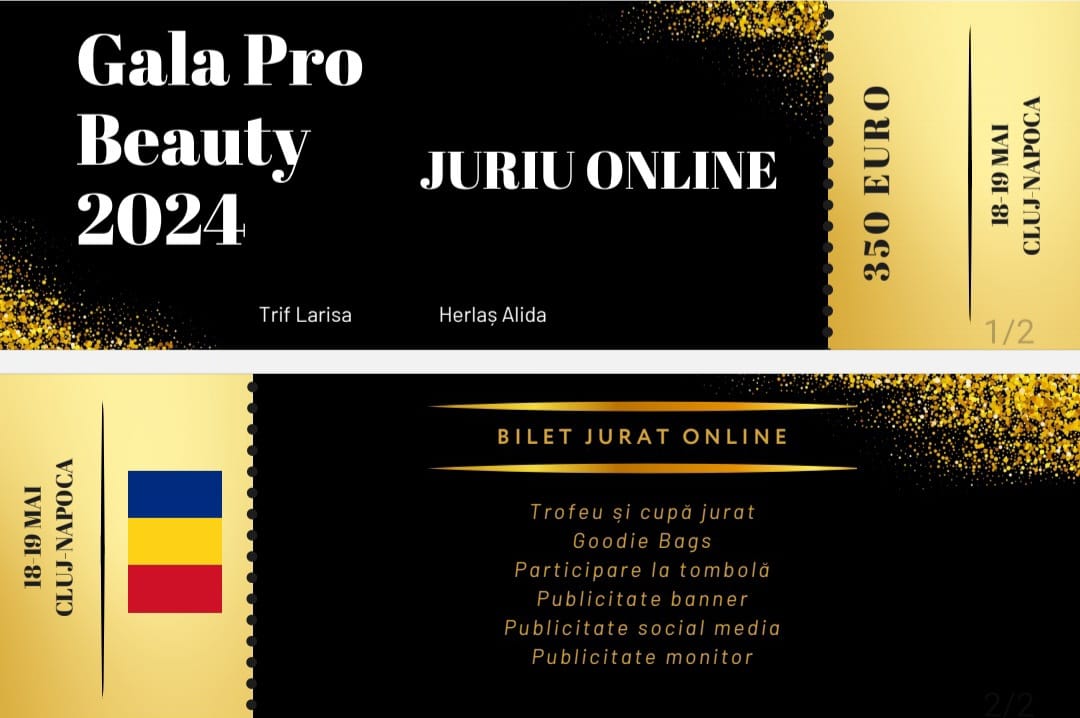 Gala Pro
Beauty
2024
JURIU ONLINE
Trif Larisa
Herlaș Alida
350 EURO
18-19 MAI
CLUJ-NAPOCA
1/2
18-19 MAI
CLUJ-NAPOCA
BILET JURAT ONLINE
Trofeu și cupă jurat
Goodie Bags
Participare la tombolă
Publicitate banner
Publicitate social media
Publicitate monitor
2/2